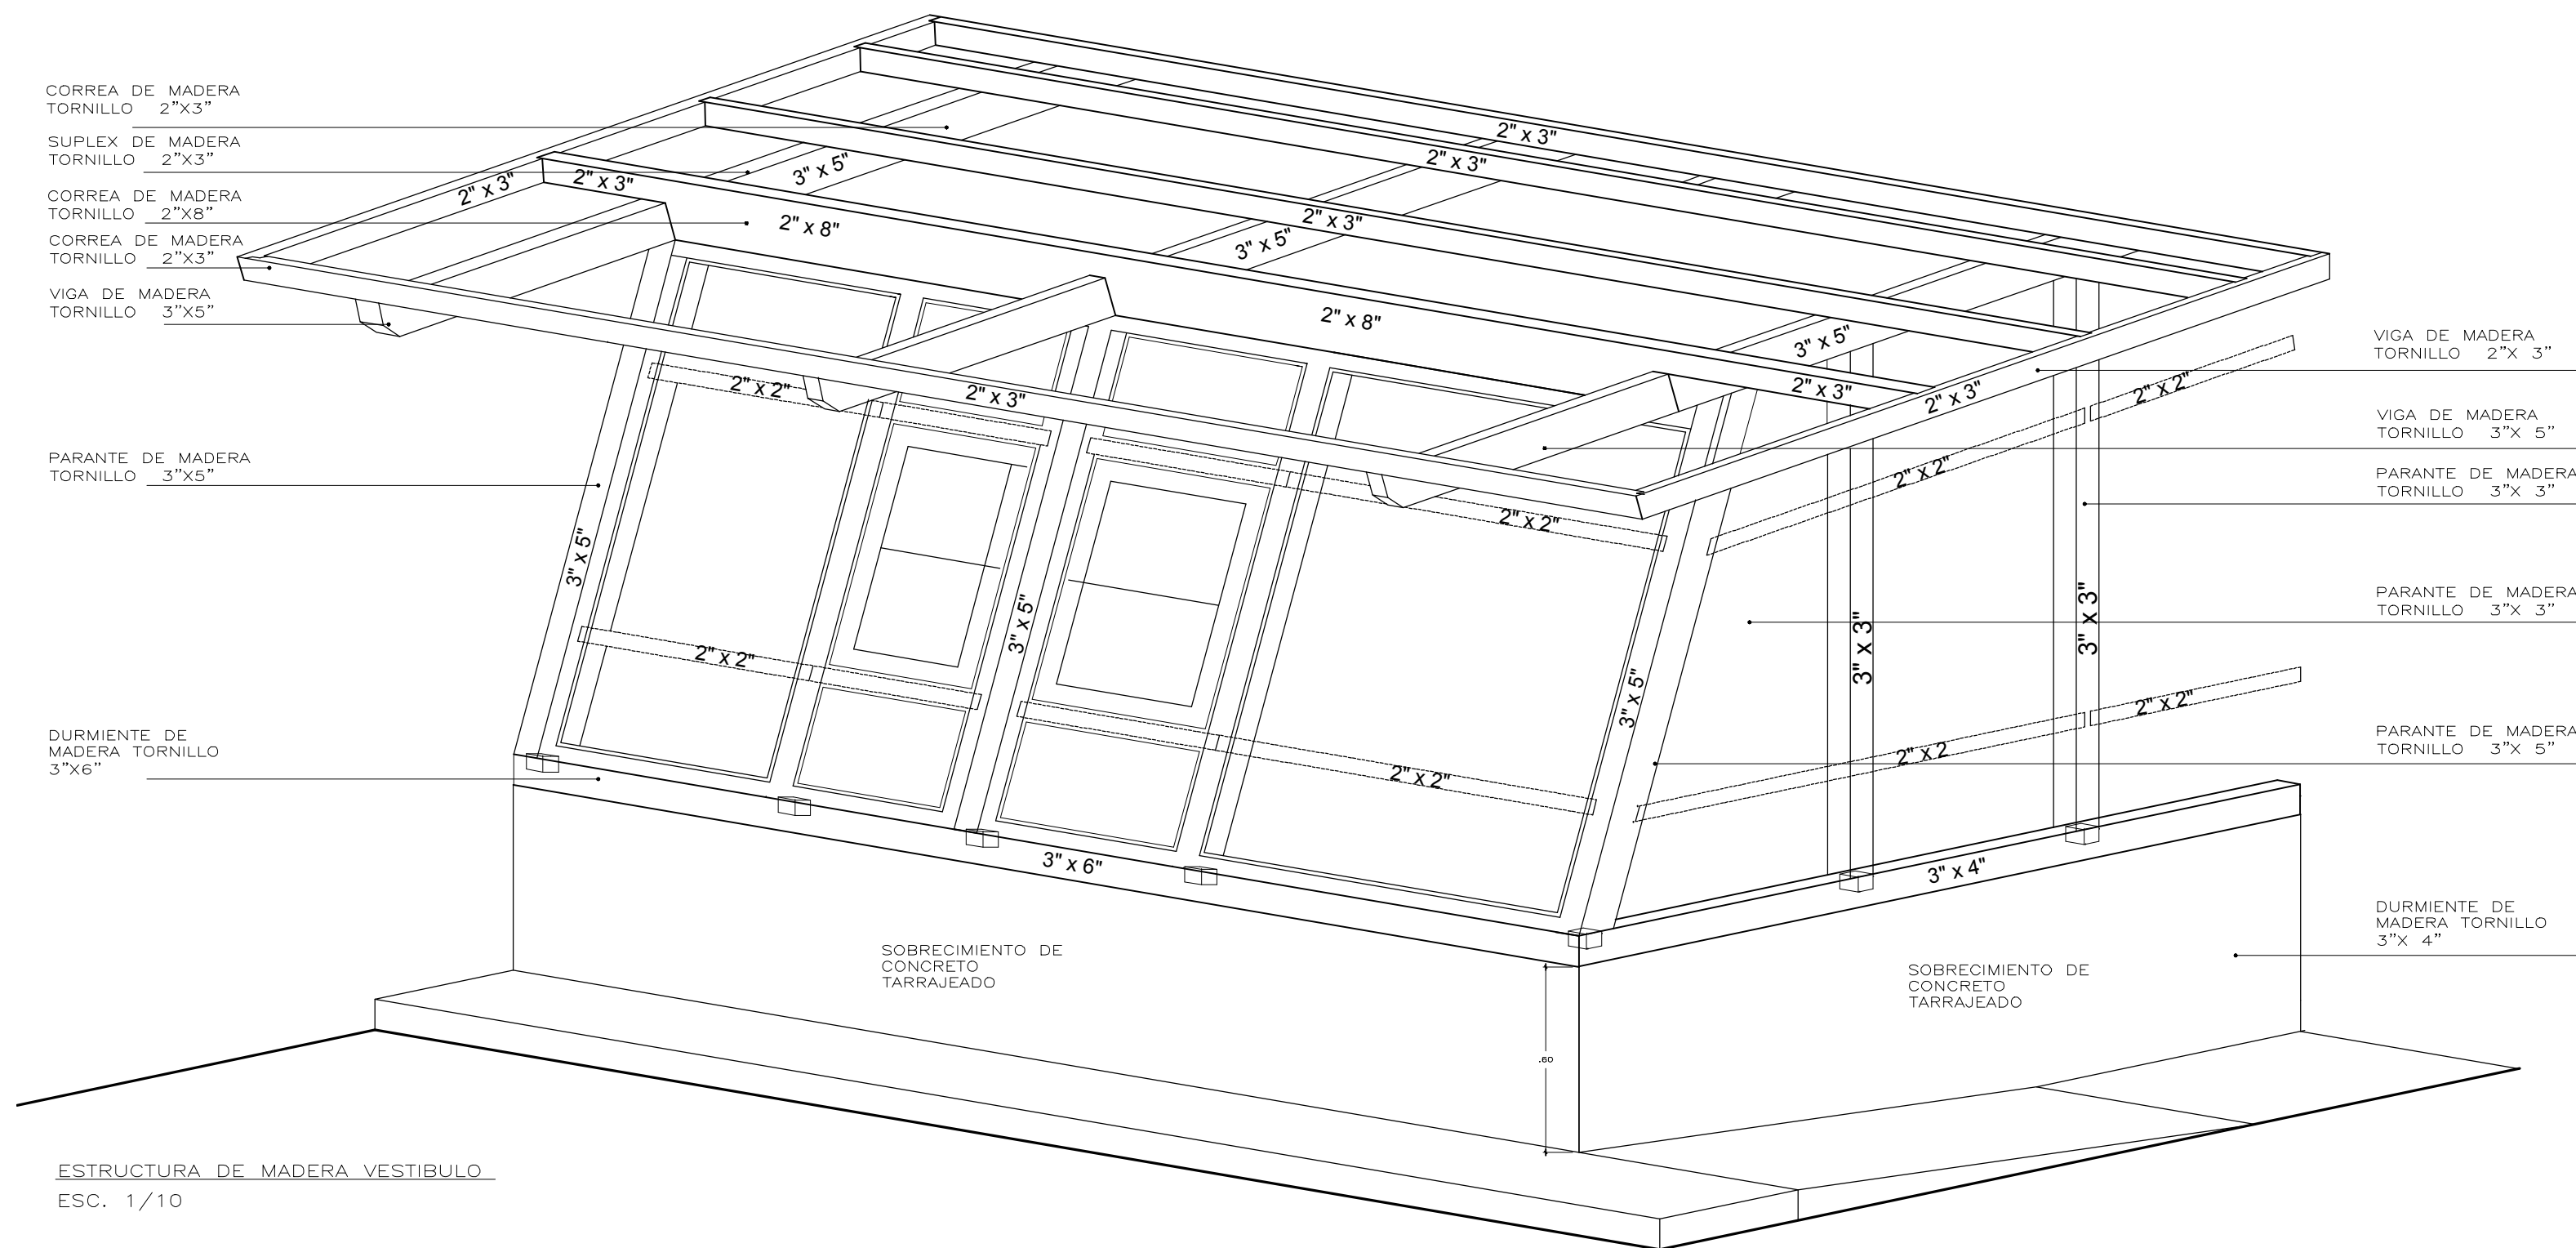 CORREA DE MADERA
TORNILLO 2"X3"
SUPLEX DE MADERA
TORNILLO 2"X3"
CORREA DE MADERA
TORNILLO 2"X8"
CORREA DE MADERA
TORNILLO 2"X3"
VIGA DE MADERA
TORNILLO 3"X5"
PARANTE DE MADERA
TORNILLO 3"X5"
DURMIENTE DE
MADERA TORNILLO
3"X6"
2" x 3"
2" x 3"
3" x 5"
2" x 8"
2" x 3"
2" x 3"
2" x 3"
3" x 5"
2" x 8"
3" x 5"
2" x 3"
2" x 3"
2" x 3"
2" x 2"
2" x 2"
2" x 2"
2" x 2"
3" x 5"
3" x 5"
3" x 5"
2" x 2"
2" x 2"
3" x 3"
3" x 3"
2" x 2"
2" x 2
3" x 6"
3" x 4"
VIGA DE MADERA
TORNILLO 2"X 3"
VIGA DE MADERA
TORNILLO 3"X 5"
PARANTE DE MADERA
TORNILLO 3"X 3"
PARANTE DE MADERA
TORNILLO 3"X 3"
PARANTE DE MADERA
TORNILLO 3"X 5"
DURMIENTE DE
MADERA TORNILLO
3"X 4"
SOBRECIMIENTO DE
CONCRETO
TARRAJEADO
SOBRECIMIENTO DE
CONCRETO
TARRAJEADO
.60
ESTRUCTURA DE MADERA VESTIBULO
ESC. 1/10